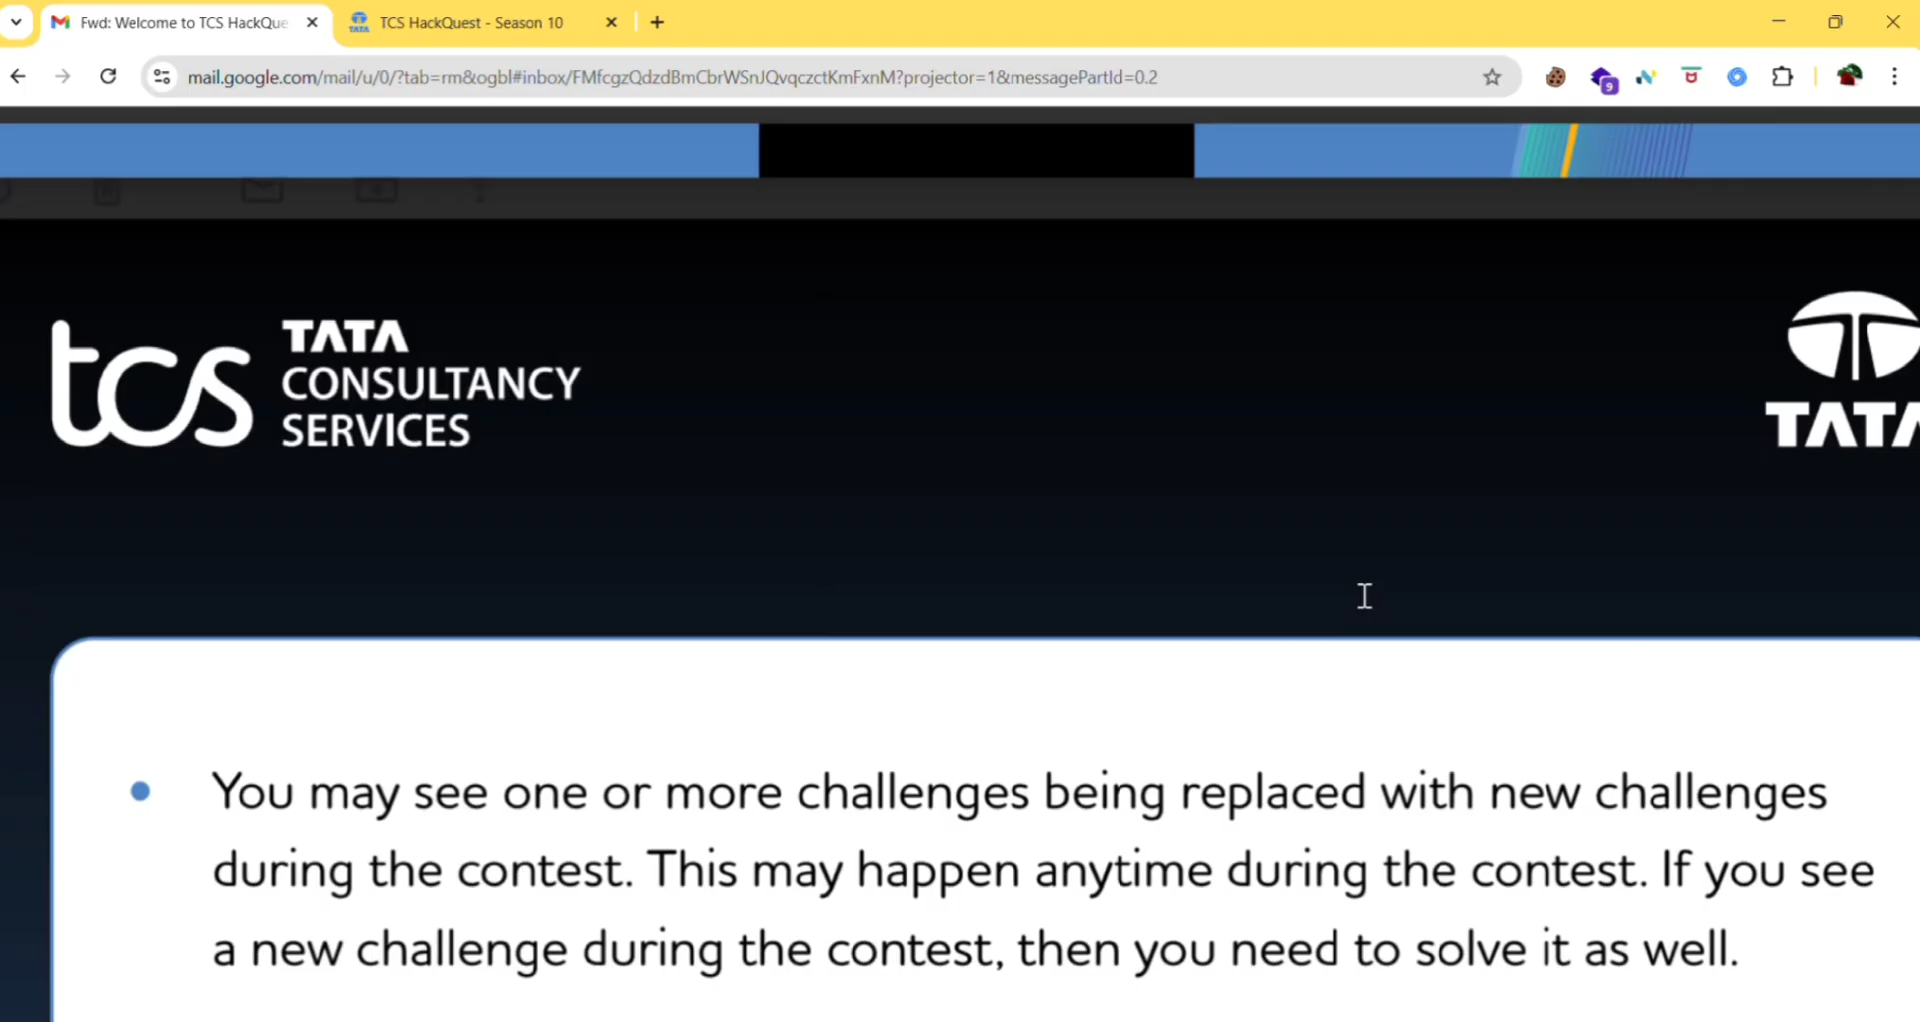 Fwd: Welcome to TCS HackQue
TCS HackQuest - Season 10
mail.google.com/mail/u/0/?tab=rm&ogbl#inbox/FMfcgzQdzdBmCbrWSnJQvqczctKmFxnM?projector=1&messagePartId=0.2
9
tcs
TATA
CONSULTANCY
SERVICES
TATA
You may see one or more challenges being replaced with new challenges
during the contest. This may happen anytime during the contest. If you see
a new challenge during the contest, then you need to solve it as well.